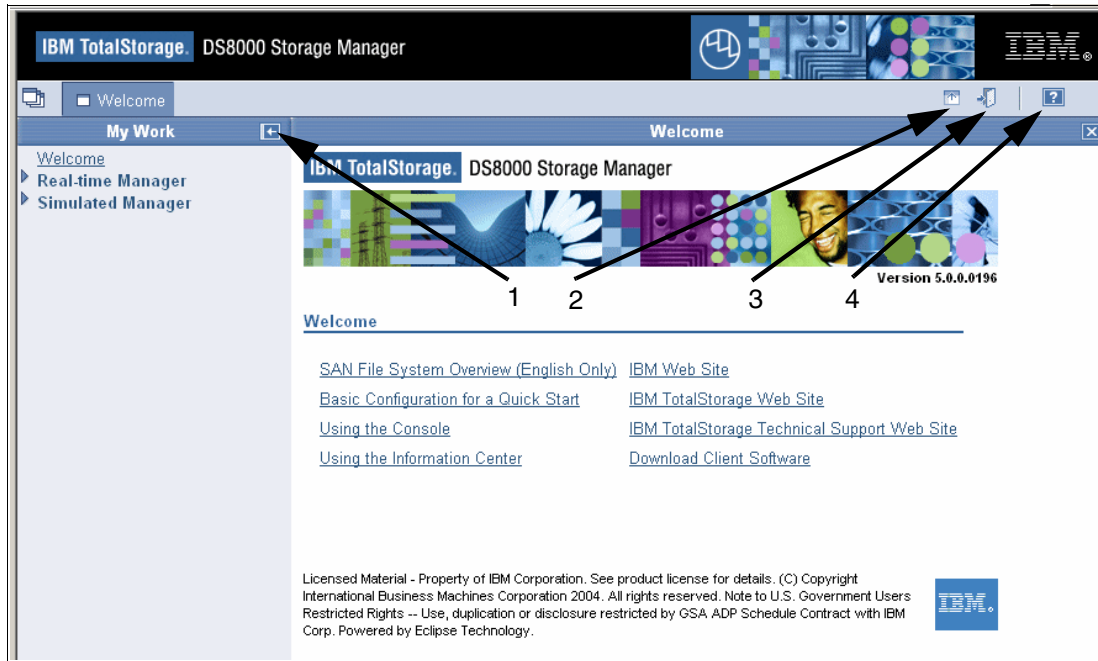 IBM TotalStorage. DS8000 Storage Manager
IBM®
Welcome
?
My Work
Welcome
Welcome
Real-time Manager
Simulated Manager
IBM TotalStorage. DS8000 Storage Manager
Version 5.0.0.0196
1 2 3 4
Welcome
SAN File System Overview (English Only) IBM Web Site
Basic Configuration for a Quick Start IBM TotalStorage Web Site
Using the Console IBM TotalStorage Technical Support Web Site
Using the Information Center Download Client Software
Licensed Material - Property of IBM Corporation. See product license for details. (C) Copyright
International Business Machines Corporation 2004. All rights reserved. Note to U.S. Government Users
Restricted Rights -- Use, duplication or disclosure restricted by GSA ADP Schedule Contract with IBM
Corp. Powered by Eclipse Technology.
IBM.